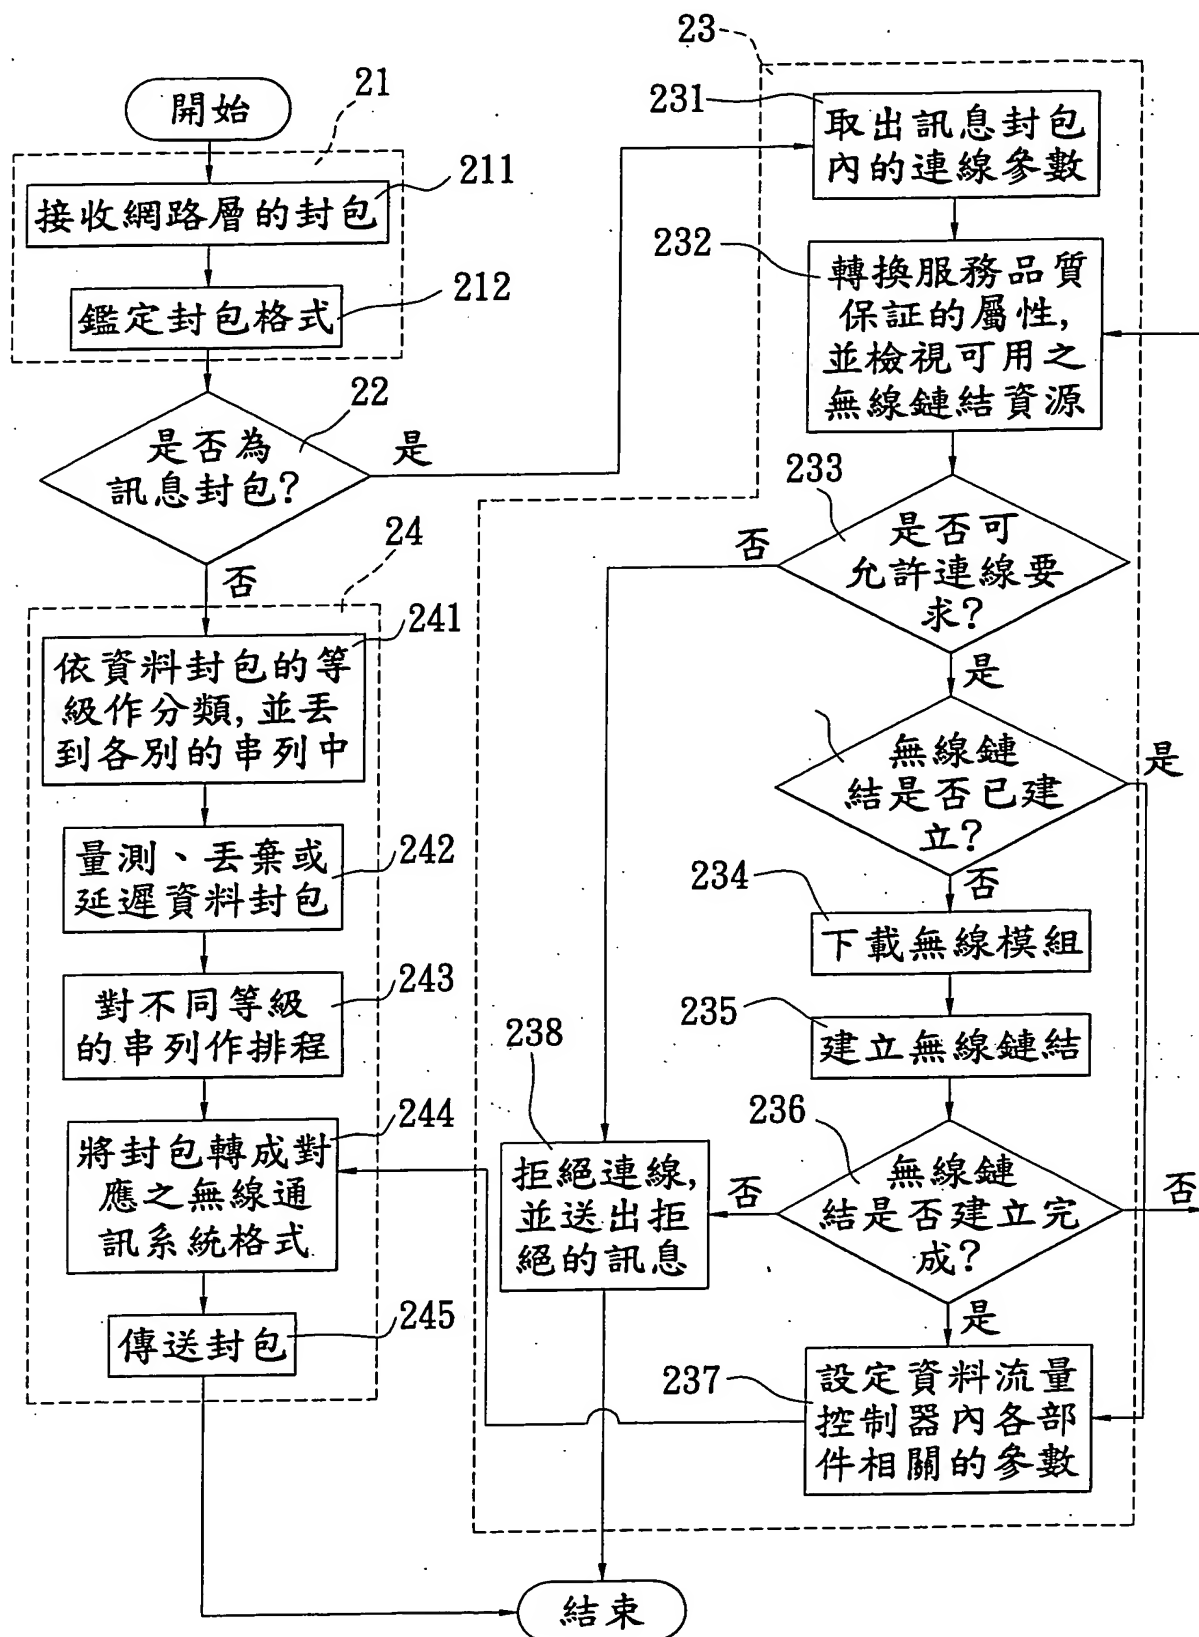 開始
21
211
接收網路層的封包
212
鑑定封包格式
22
是否為
訊息封包?
是
否
24
241
依資料封包的等
級作分類,並丟
到各別的串列中
242
量測、丟棄或
延遲資料封包
243
對不同等級
的串列作排程
244
將封包轉成對
應之無線通
訊系統格式
245
傳送封包
23
231
取出訊息封包
內的連線參數
232
轉換服務品質
保証的屬性,
並檢視可用之
無線鏈結資源
233
是否可
允許連線要
求?
否
是
無線鏈
結是否已建
立?
是
否
234
下載無線模組
235
建立無線鏈結
236
無線鏈
結是否建立完
成?
否
否
是
238
拒絕連線,
並送出拒
絕的訊息
237
設定資料流量
控制器內各部
件相關的參數
結束